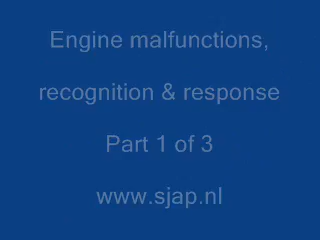 Engine malfunctions,
recognition & response
Part 1 of 3
www.sjap.nl